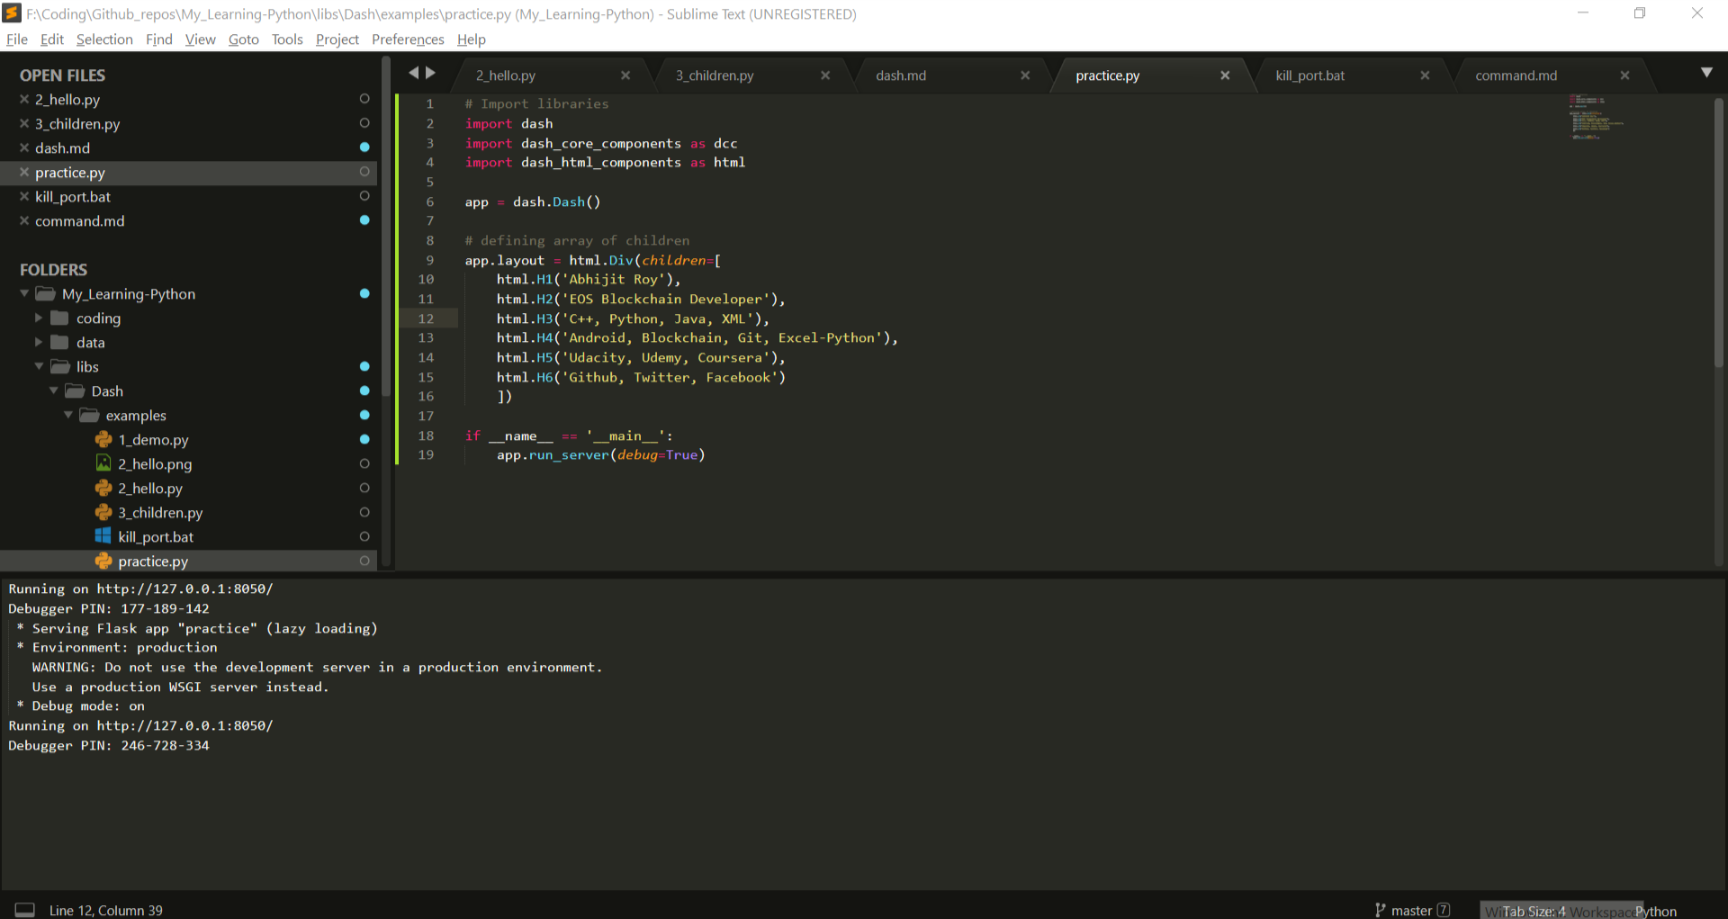 F:\Coding\Github_repos\My_Learning-Python\libs\Dash\examples\practice.py (My_Learning-Python) - Sublime Text (UNREGISTERED)
File Edit Selection Find View Goto Tools Project Preferences Help
OPEN FILES
2_hello.py
3_children.py
dash.md
practice.py
kill_port.bat
command.md
FOLDERS
My_Learning-Python
coding
data
libs
Dash
examples
1_demo.py
2_hello.png
2_hello.py
3_children.py
kill_port.bat
practice.py
2_hello.py 3_children.py dash.md practice.py kill_port.bat command.md
1 # Import libraries
2 import dash
3 import dash_core_components as dcc
4 import dash_html_components as html
5
6 app = dash.Dash()
7
8 # defining array of children
9 app.layout = html.Div(children=[
10 html.H1('Abhijit Roy'),
11 html.H2('EOS Blockchain Developer'),
12 html.H3('C++, Python, Java, XML'),
13 html.H4('Android, Blockchain, Git, Excel-Python'),
14 html.H5('Udacity, Udemy, Coursera'),
15 html.H6('Github, Twitter, Facebook')
16 ])
17
18 if __name__ == '__main__':
19 app.run_server(debug=True)
Running on http://127.0.0.1:8050/
Debugger PIN: 177-189-142
* Serving Flask app "practice" (lazy loading)
* Environment: production
WARNING: Do not use the development server in a production environment.
Use a production WSGI server instead.
* Debug mode: on
Running on http://127.0.0.1:8050/
Debugger PIN: 246-728-334
Line 12, Column 39
master 7
Tab Size: 4
Python